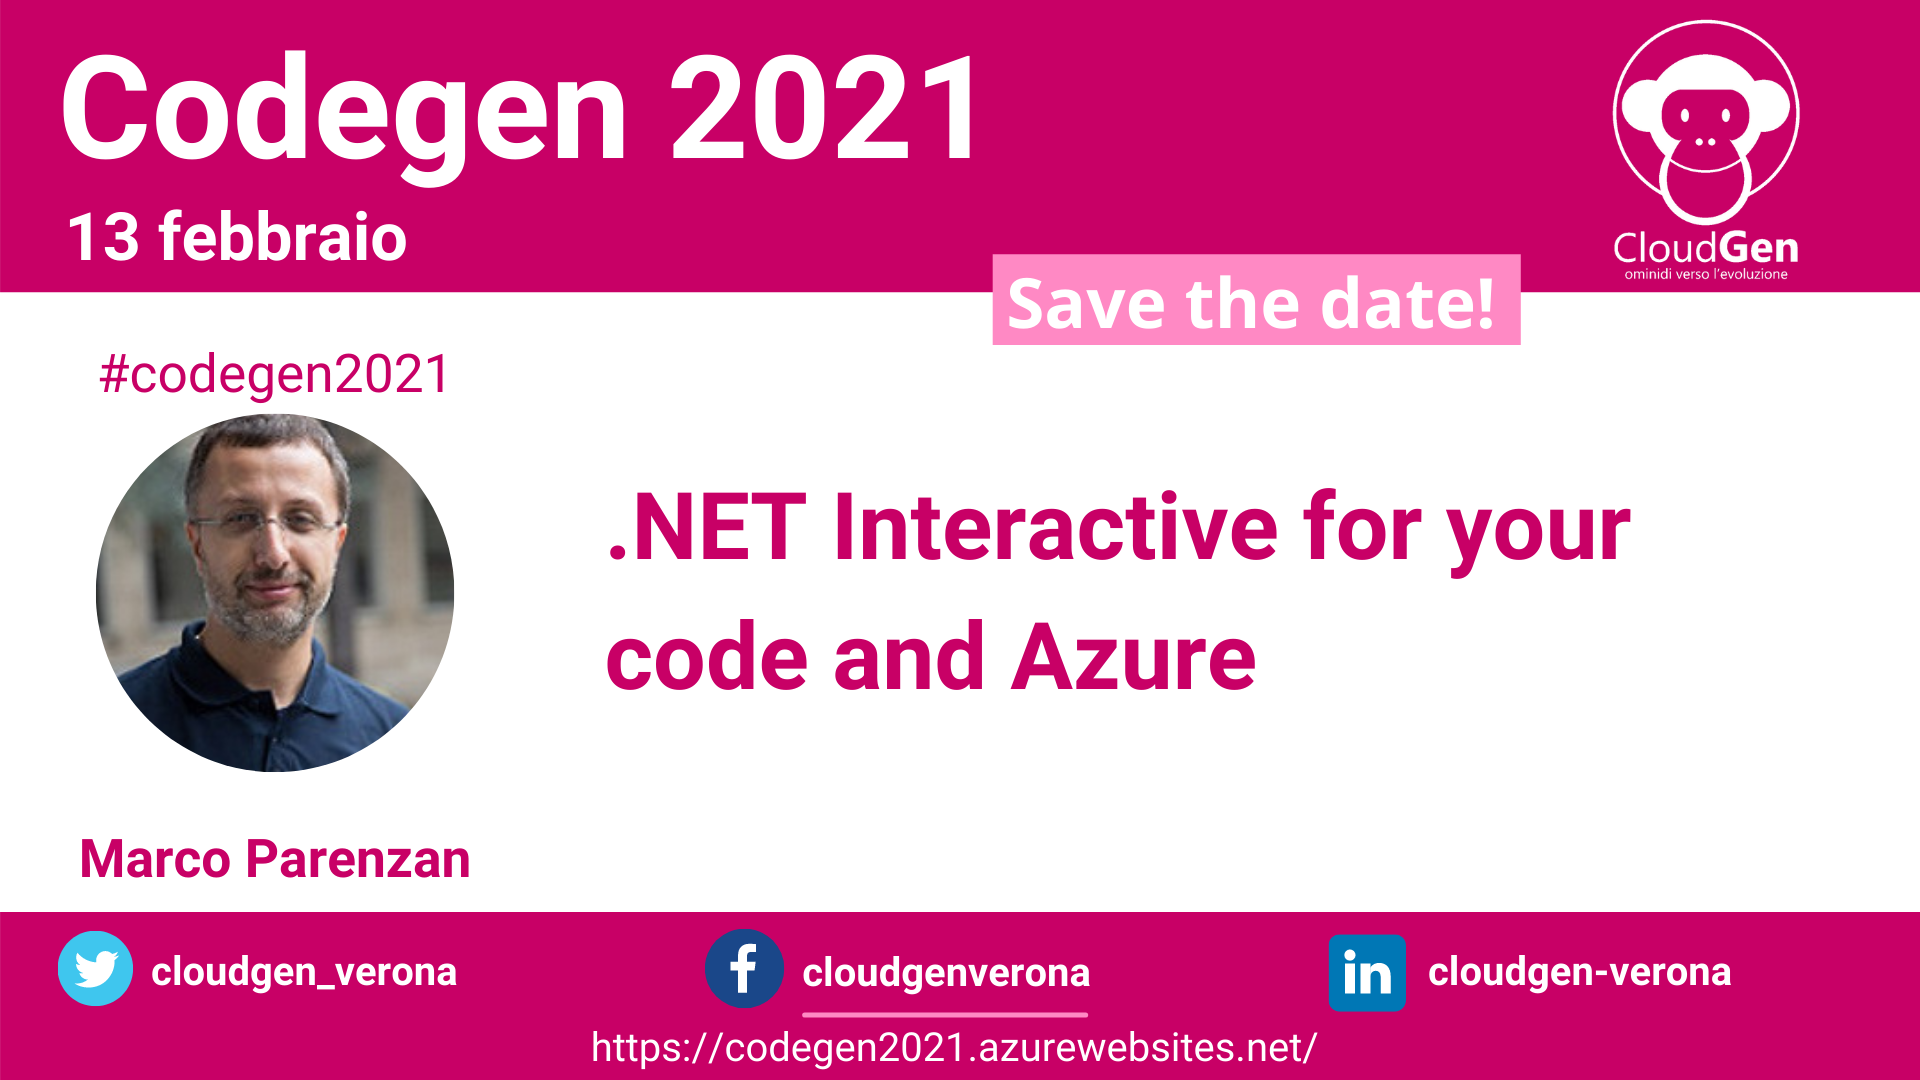 Codegen 2021
13 febbraio
CloudGen
ominidi verso l'evoluzione
Save the date!
#codegen2021
.NET Interactive for your
code and Azure
Marco Parenzan
cloudgen_verona
f cloudgenverona
in cloudgen-verona
https://codegen2021.azurewebsites.net/